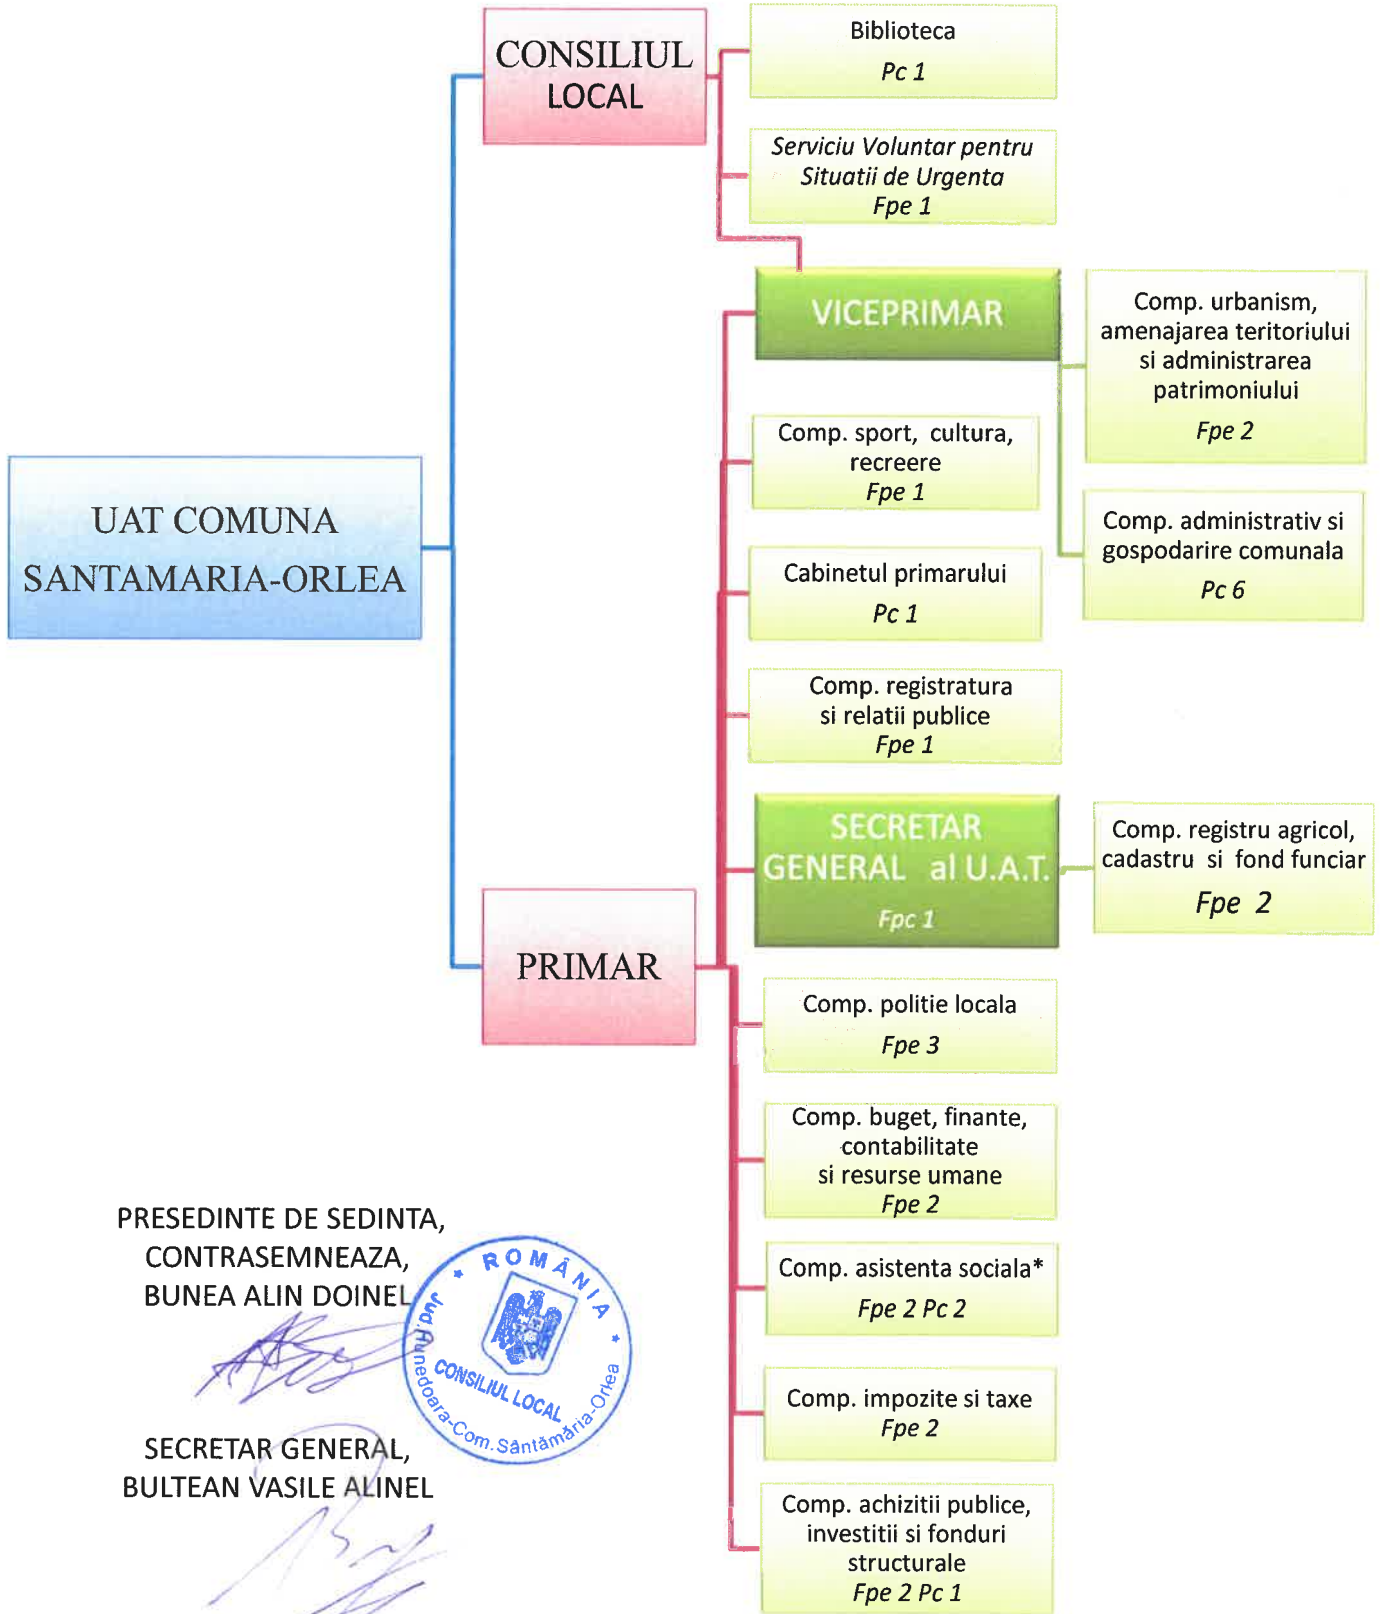 CONSILIUL
LOCAL
Biblioteca
Pc 1
Serviciu Voluntar pentru
Situatii de Urgenta
Fpe 1
VICEPRIMAR
Comp. urbanism,
amenajarea teritoriului
si administrarea
patrimoniului
Fpe 2
Comp. administrativ si
gospodarire comunala
Pc 6
Comp. sport, cultura,
recreere
Fpe 1
UAT COMUNA
SANTAMARIA-ORLEA
Cabinetul primarului
Pc 1
Comp. registratura
si relatii publice
Fpe 1
SECRETAR
GENERAL al U.A.T.
Fpc 1
Comp. registru agricol,
cadastru si fond funciar
Fpe 2
PRIMAR
Comp. politie locala
Fpe 3
Comp. buget, finante,
contabilitate
si resurse umane
Fpe 2
Comp. asistenta sociala*
Fpe 2 Pc 2
Comp. impozite si taxe
Fpe 2
Comp. achizitii publice,
investitii si fonduri
structurale
Fpe 2 Pc 1
PRESEDINTE DE SEDINTA,
CONTRASEMNEAZA,
BUNEA ALIN DOINEL
* ROMÂNIA *
Jud.Hunedoara-Com.Sântămăria-Orlea
CONSILIUL LOCAL
SECRETAR GENERAL,
BULTEAN VASILE ALINEL